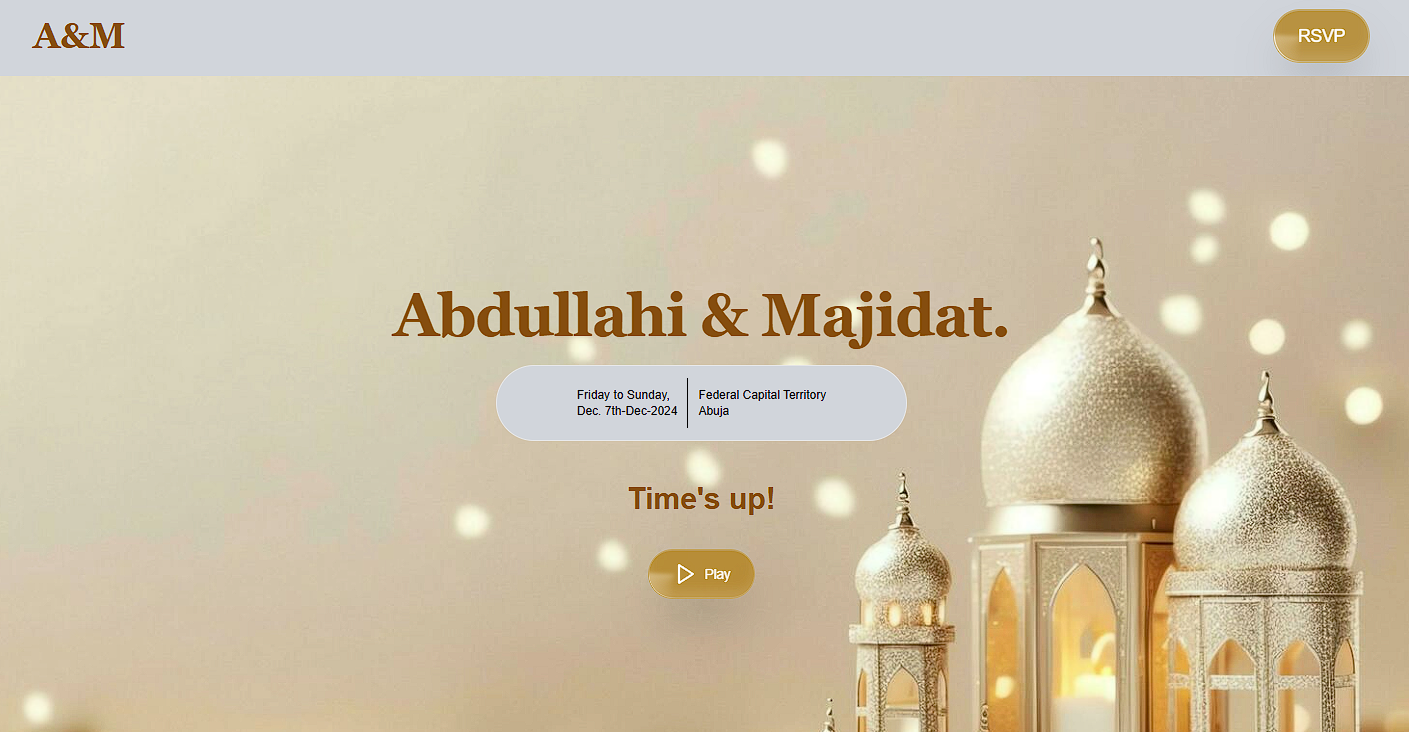 A&M
RSVP
Abdullahi & Majidat.
Friday to Sunday,
Dec. 7th-Dec-2024
Federal Capital Territory
Abuja
Time's up!
Play